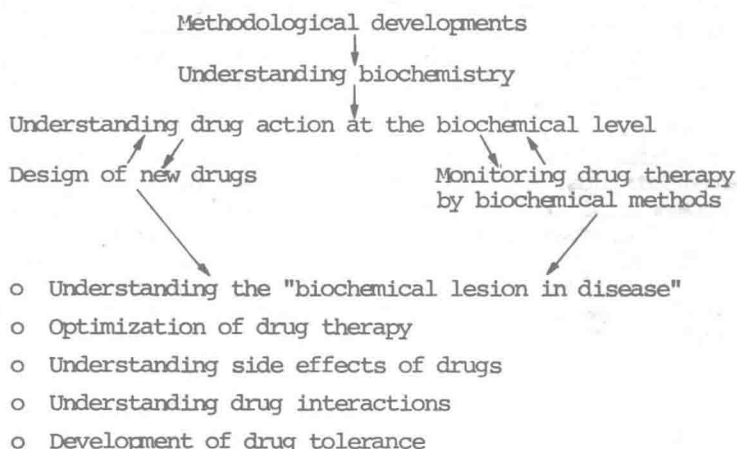 Methodological developments
Understanding biochemistry
Understanding drug action at the biochemical level
Design of new drugs
Monitoring drug therapy
by biochemical methods
o Understanding the "biochemical lesion in disease"
o Optimization of drug therapy
o Understanding side effects of drugs
o Understanding drug interactions
o Development of drug tolerance